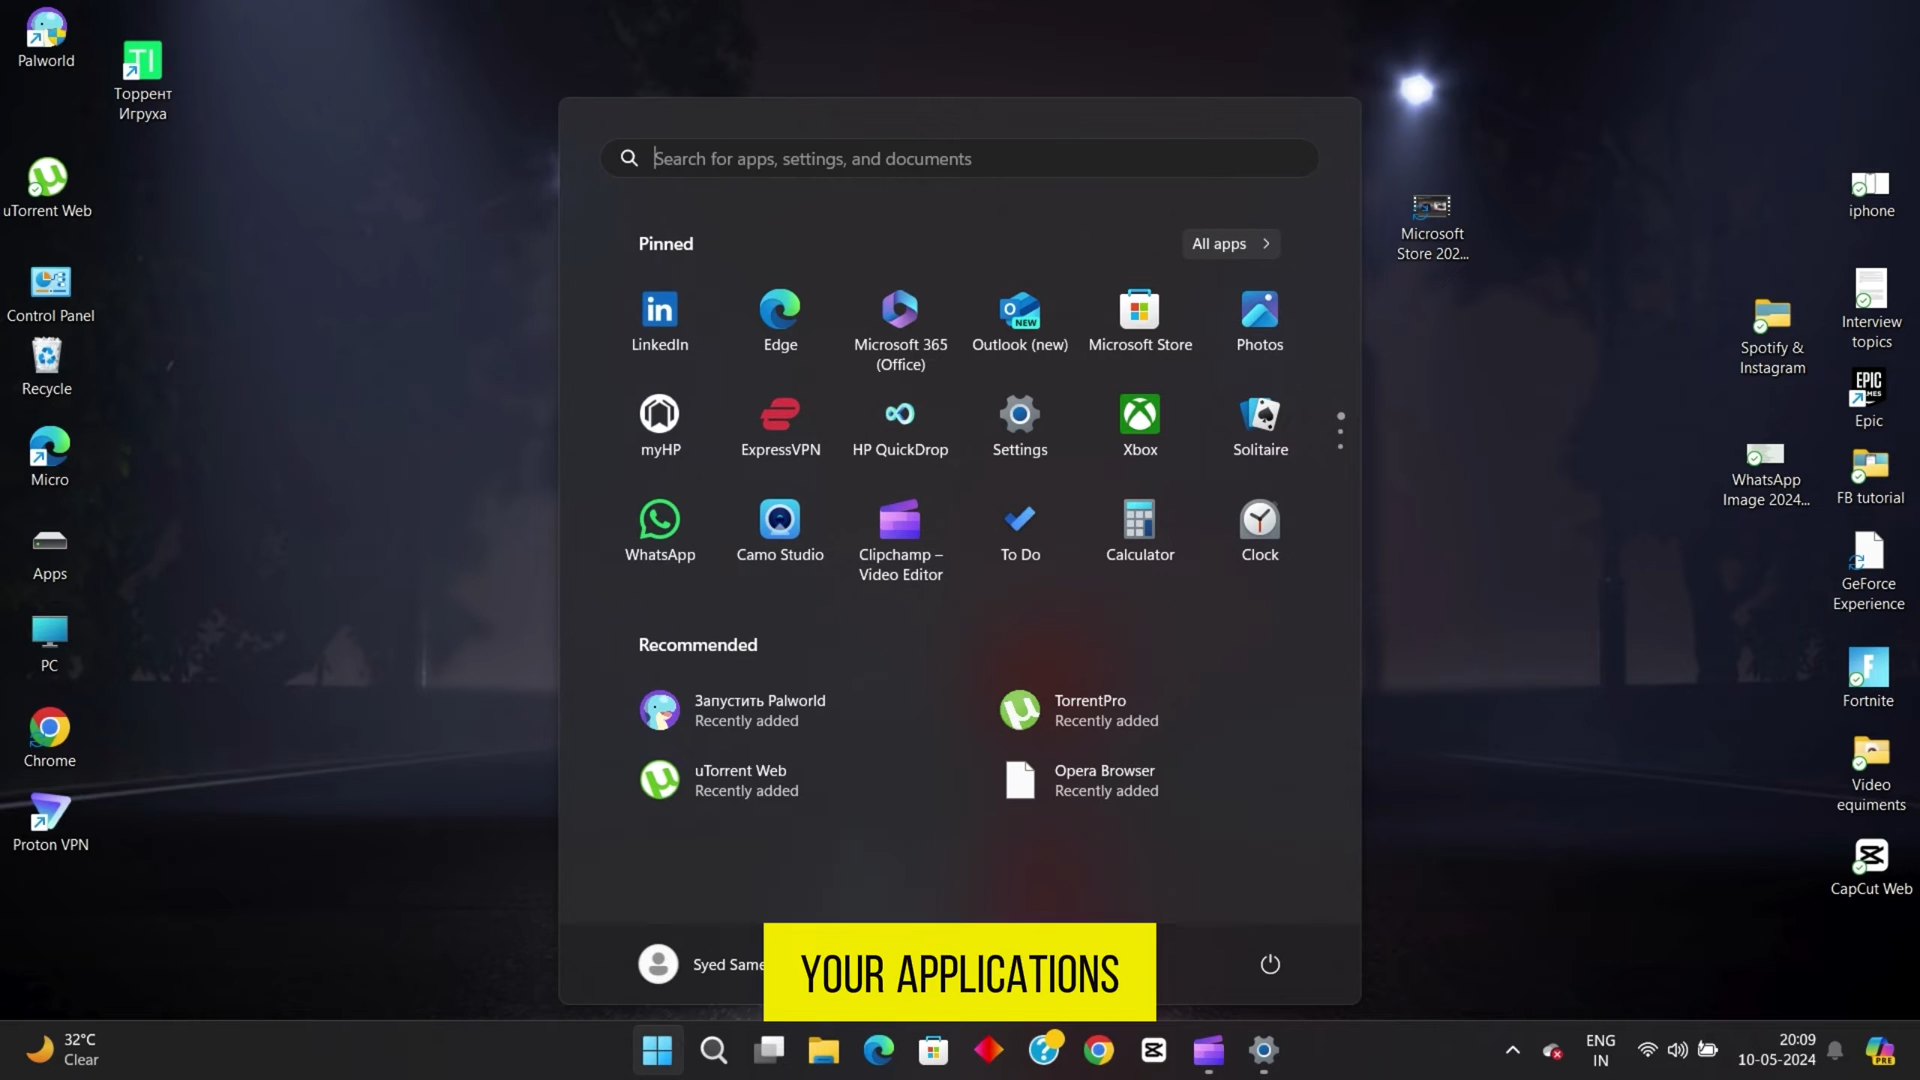 Palworld
Торрент
Игруха
uTorrent Web
Control Panel
Recycle
Micro
Apps
PC
Chrome
Proton VPN
Search for apps, settings, and documents
Pinned
All apps
LinkedIn
Edge
Microsoft 365
(Office)
Outlook (new)
NEW
Microsoft Store
Photos
myHP
ExpressVPN
HP QuickDrop
Settings
Xbox
Solitaire
WhatsApp
Camo Studio
Clipchamp –
Video Editor
To Do
Calculator
Clock
Recommended
Запустить Palworld
Recently added
TorrentPro
Recently added
uTorrent Web
Recently added
Opera Browser
Recently added
Syed Same
YOUR APPLICATIONS
Microsoft
Store 202...
iphone
Spotify &
Instagram
Interview
topics
EPIC
Epic
WhatsApp
Image 2024...
FB tutorial
GeForce
Experience
Fortnite
Video
equiments
CapCut Web
32°C
Clear
ENG
IN
20:09
10-05-2024
PRE